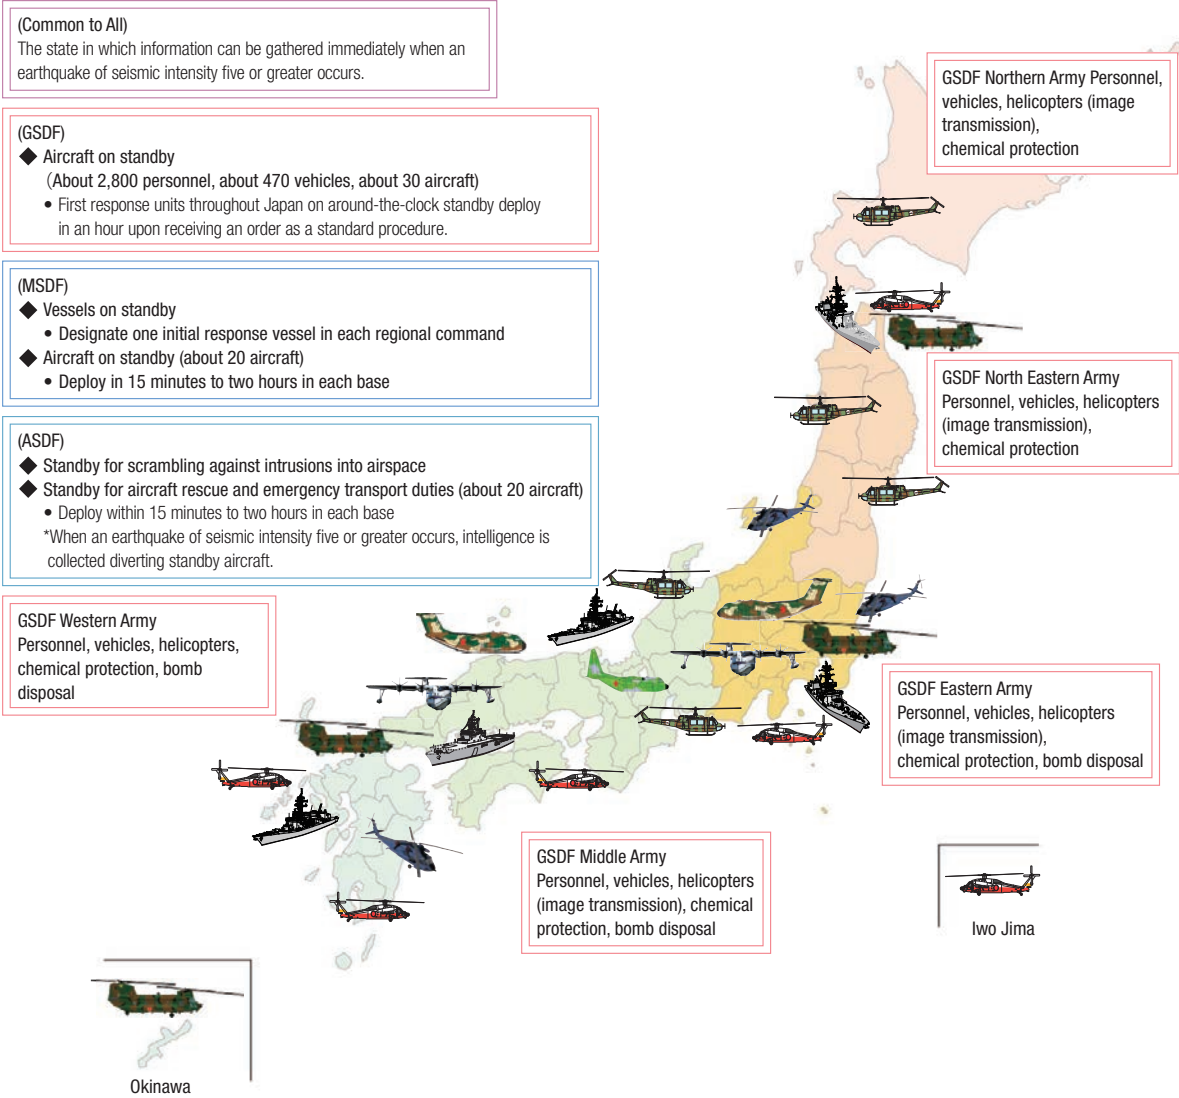 (Common to All)
The state in which information can be gathered immediately when an
earthquake of seismic intensity five or greater occurs.
(GSDF)
◆ Aircraft on standby
(About 2,800 personnel, about 470 vehicles, about 30 aircraft)
• First response units throughout Japan on around-the-clock standby deploy
in an hour upon receiving an order as a standard procedure.
(MSDF)
◆ Vessels on standby
• Designate one initial response vessel in each regional command
◆ Aircraft on standby (about 20 aircraft)
• Deploy in 15 minutes to two hours in each base
(ASDF)
◆ Standby for scrambling against intrusions into airspace
◆ Standby for aircraft rescue and emergency transport duties (about 20 aircraft)
• Deploy within 15 minutes to two hours in each base
*When an earthquake of seismic intensity five or greater occurs, intelligence is
collected diverting standby aircraft.
GSDF Northern Army Personnel,
vehicles, helicopters (image
transmission),
chemical protection
GSDF North Eastern Army
Personnel, vehicles, helicopters
(image transmission),
chemical protection
GSDF Western Army
Personnel, vehicles, helicopters,
chemical protection, bomb
disposal
GSDF Eastern Army
Personnel, vehicles, helicopters
(image transmission),
chemical protection, bomb disposal
GSDF Middle Army
Personnel, vehicles, helicopters
(image transmission), chemical
protection, bomb disposal
Iwo Jima
Okinawa